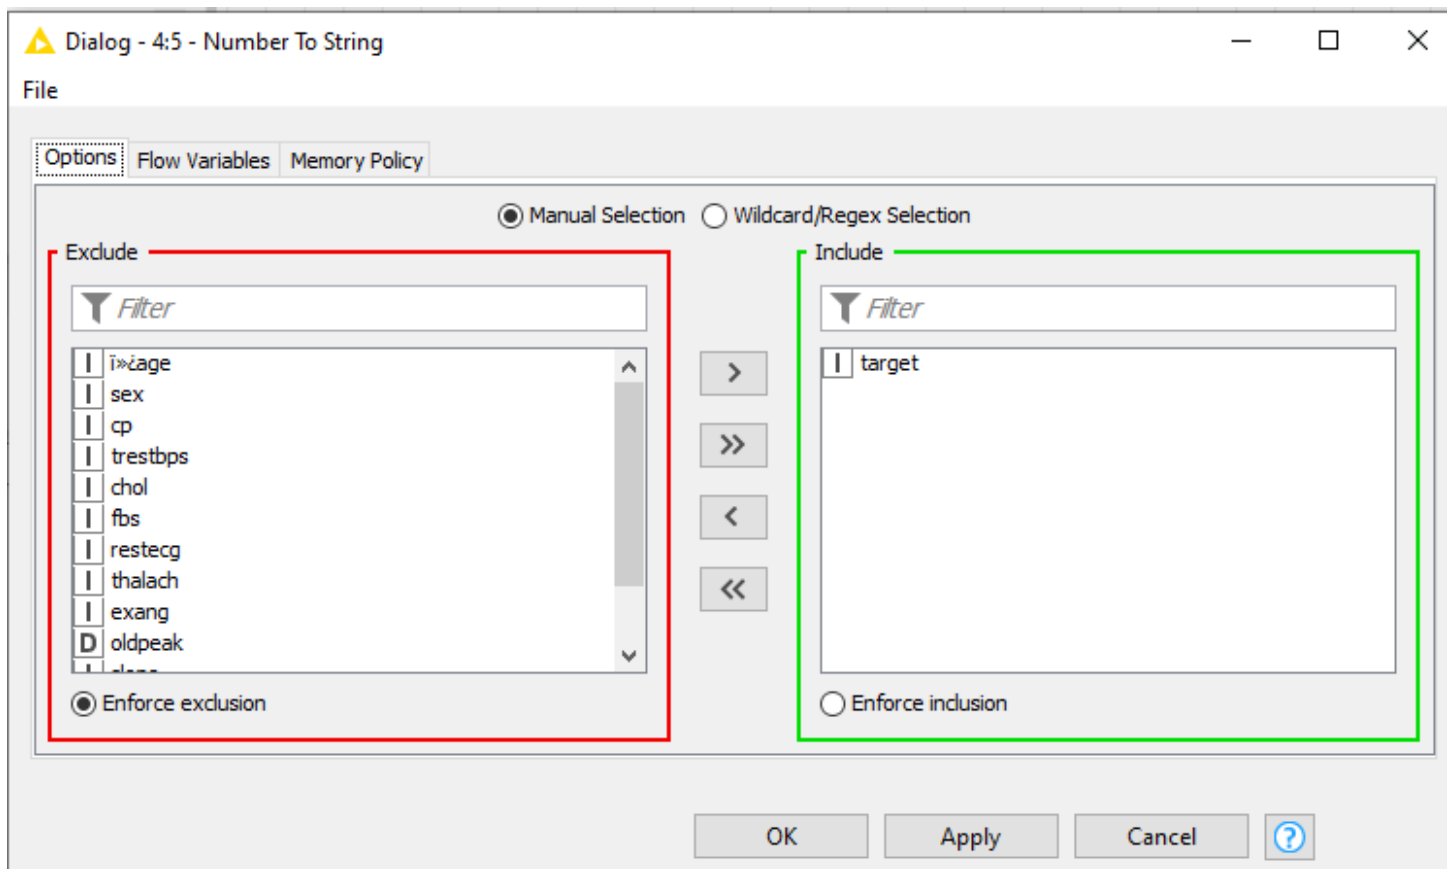 Dialog - 4:5 - Number To String
File
Options Flow Variables Memory Policy
Manual Selection Wildcard/Regex Selection
Exclude Include
Filter Filter
I ï»¿age I target
I sex
I cp
I trestbps
I chol
I fbs
I restecg
I thalach
I exang
D oldpeak
Enforce exclusion Enforce inclusion
OK Apply Cancel ?